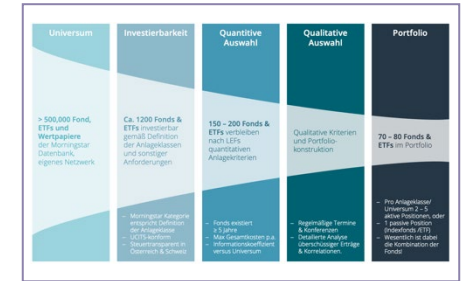 Universum
> 500,000 Fond,
ETFs und
Wertpapiere
der Morningstar
Datenbank,
eigenes Netzwerk
Investierbarkeit
Ca. 1200 Fonds &
ETFs investierbar
gemäß Definition
der Anlageklassen
und sonstiger
Anforderungen
– Morningstar Kategorie
entspricht Definition
der Anlageklasse
– UCITS-konform
– Steuertransparent in
Österreich & Schweiz
Quantitive
Auswahl
150 – 200 Fonds &
ETFs verbleiben
nach LEFs
quantitativen
Anlagekriterien
– Fonds existiert
≥ 5 Jahre
– Max Gesamtkosten p.a.
– Informationskoeffizient
versus Universum
Qualitative
Auswahl
Qualitative Kriterien
und Portfolio-
konstruktion
– Regelmäßige Termine
& Konferenzen
– Detailierte Analyse
überschüssiger Erträge
& Korrelationen.
Portfolio
70 – 80 Fonds &
ETFs im Portfolio
– Pro Anlageklasse/
Universum 2 – 5
aktive Positionen, oder
– 1 passive Position
(Indexfonds /ETF)
– Wesentlich ist dabei
die Kombination der
Fonds!